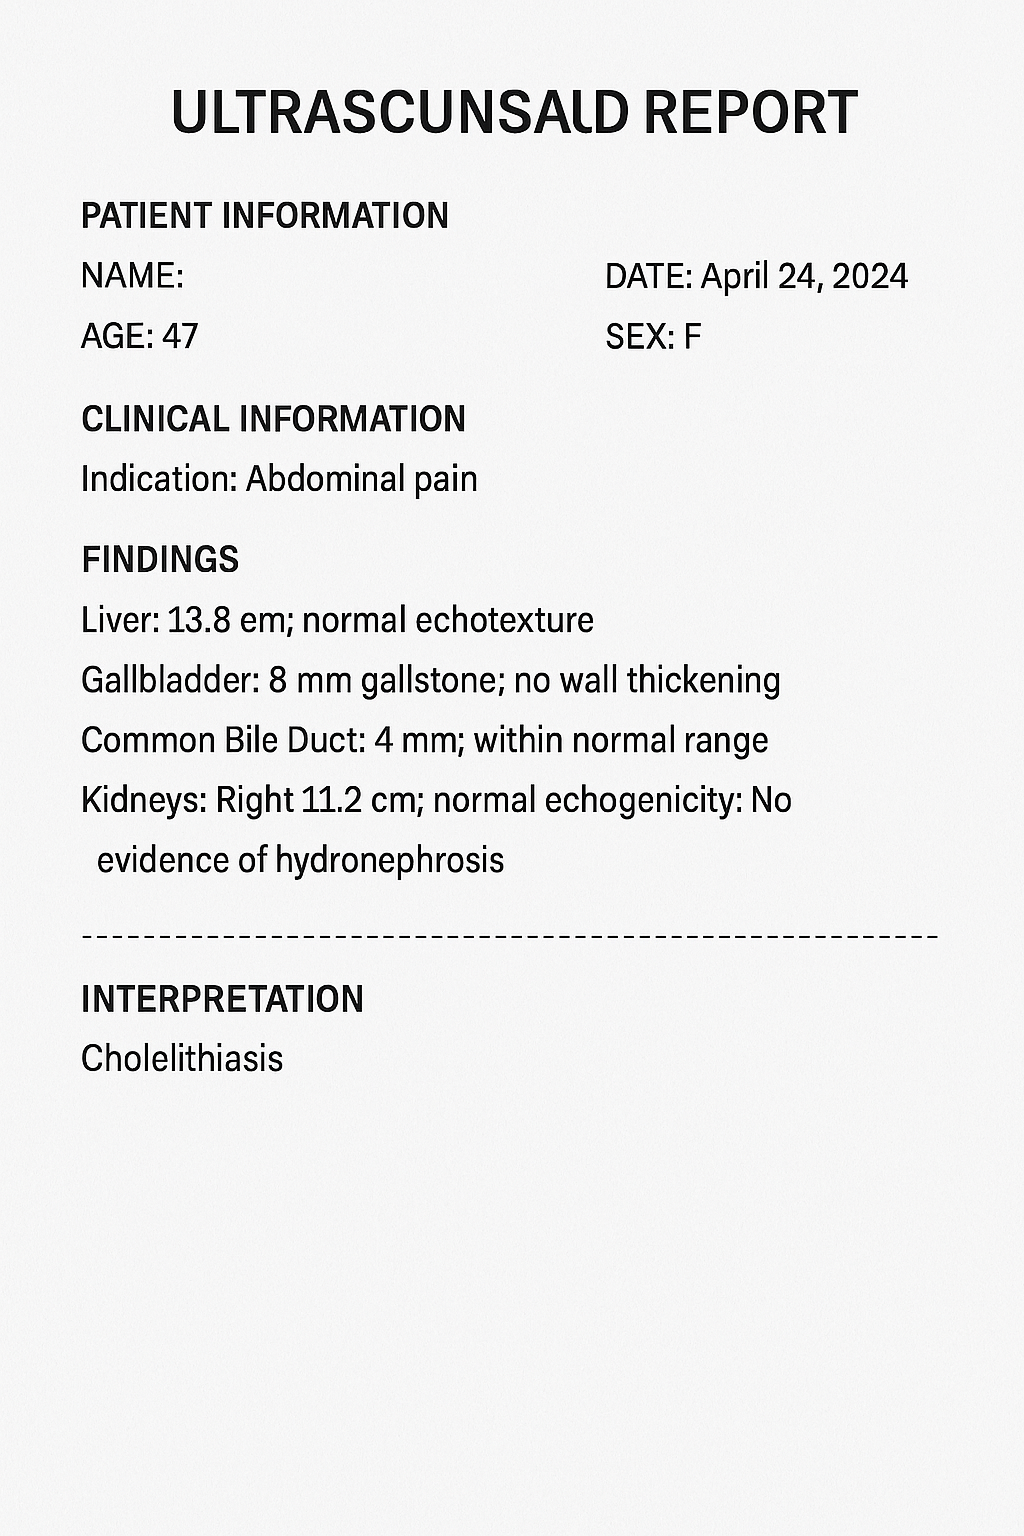 ULTRASCUNSAUD REPORT
PATIENT INFORMATION
NAME:
DATE: April 24, 2024
AGE: 47
SEX: F
CLINICAL INFORMATION
Indication: Abdominal pain
FINDINGS
Liver: 13.8 em; normal echotexture
Gallbladder: 8 mm gallstone; no wall thickening
Common Bile Duct: 4 mm; within normal range
Kidneys: Right 11.2 cm; normal echogenicity: No
evidence of hydronephrosis
INTERPRETATION
Cholelithiasis